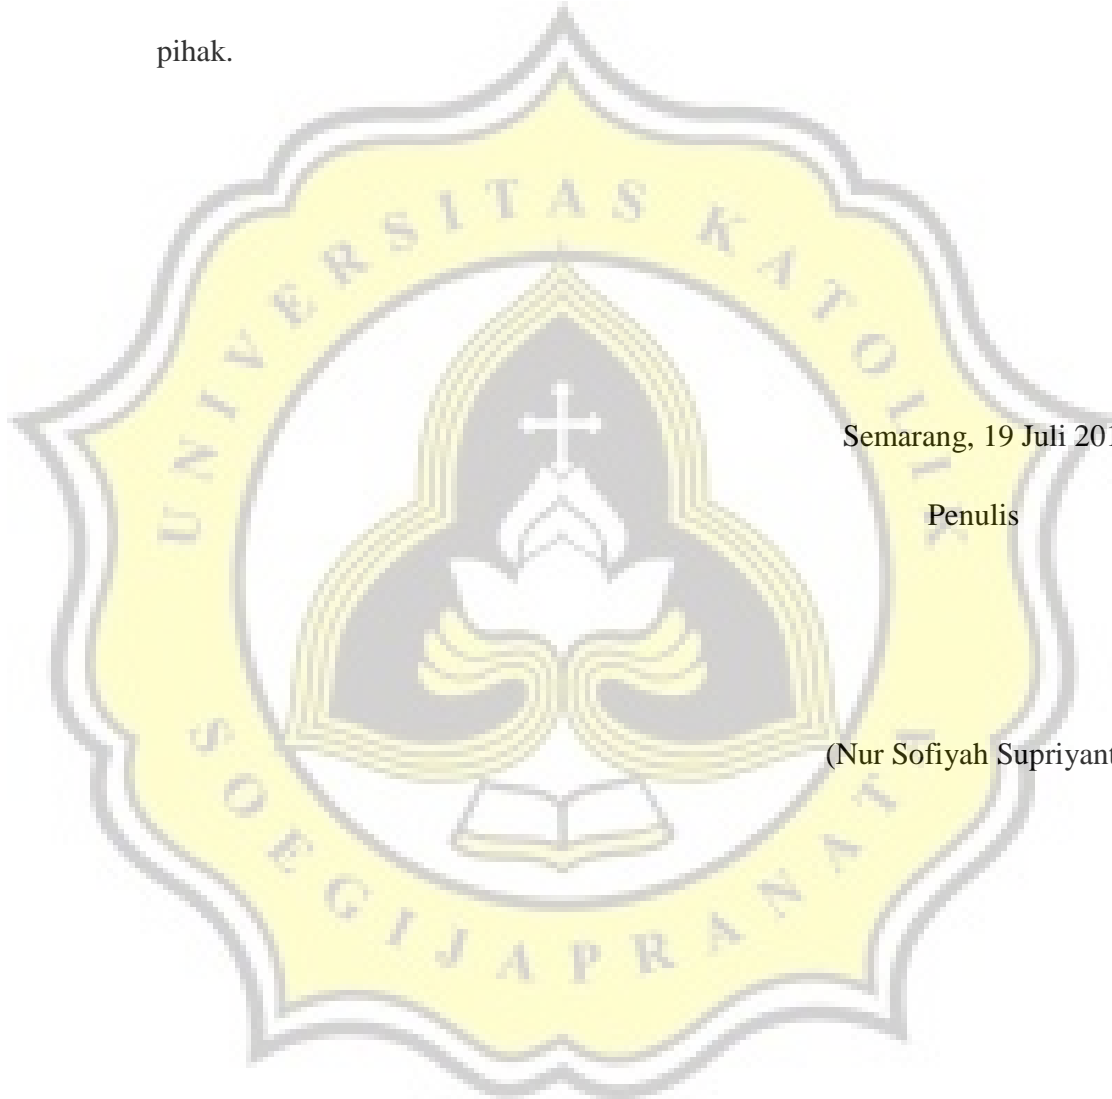 pihak.
UNIVERSITAS KATOLIK
Semarang, 19 Juli 201
Penulis
(Nur Sofiyah Supriyant
SOEGIJAPRANATA